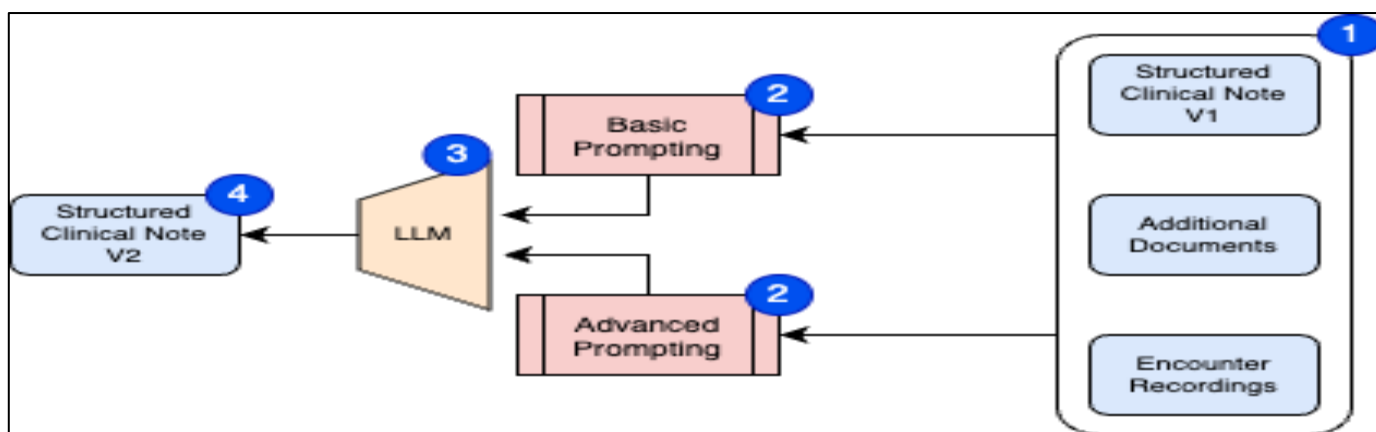 1
Structured
Clinical Note
V1
2
Basic
Prompting
3
4
Structured
Clinical Note
V2
LLM
Additional
Documents
2
Advanced
Prompting
Encounter
Recordings